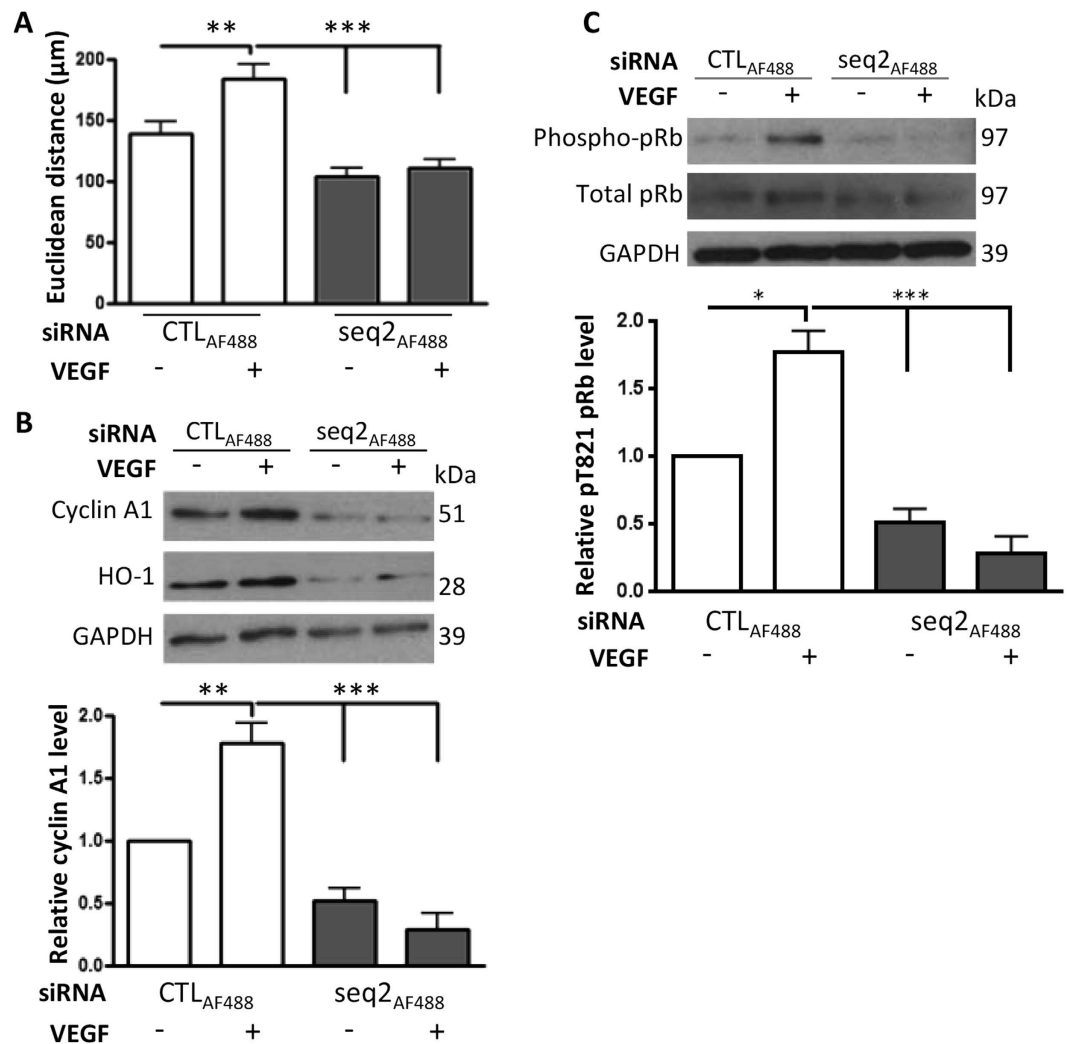 A
** ***
Euclidean distance (µm)
200
150
100
50
0
siRNA CTLAF488 seq2AF488
VEGF - + - +
B
siRNA CTLAF488 seq2AF488
VEGF - + - + kDa
Cyclin A1 51
HO-1 28
GAPDH 39
** ***
Relative cyclin A1 level
2.0
1.5
1.0
0.5
0.0
siRNA CTLAF488 seq2AF488
VEGF - + - +
C
siRNA CTLAF488 seq2AF488
VEGF - + - + kDa
Phospho-pRb 97
Total pRb 97
GAPDH 39
* ***
Relative pT821 pRb level
2.0
1.5
1.0
0.5
0.0
siRNA CTLAF488 seq2AF488
VEGF - + - +